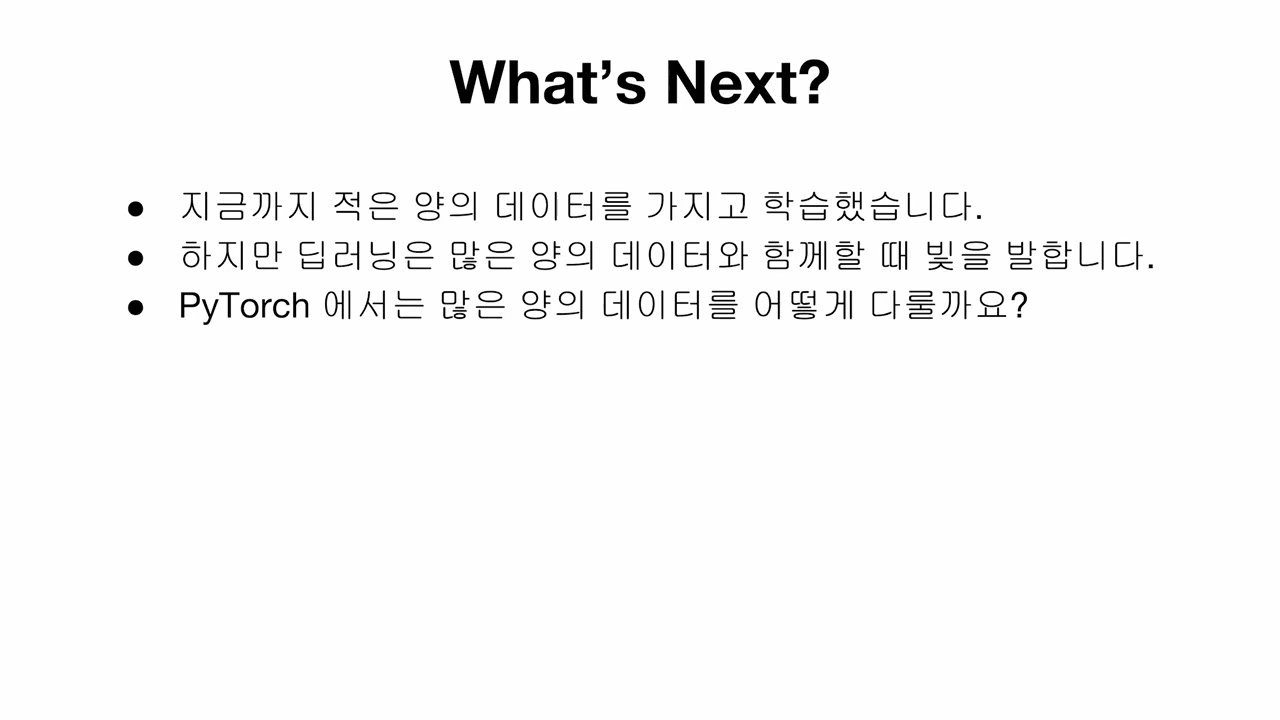 What’s Next?
● 지금까지 적은 양의 데이터를 가지고 학습했습니다.
● 하지만 딥러닝은 많은 양의 데이터와 함께할 때 빛을 발합니다.
● PyTorch 에서는 많은 양의 데이터를 어떻게 다룰까요?